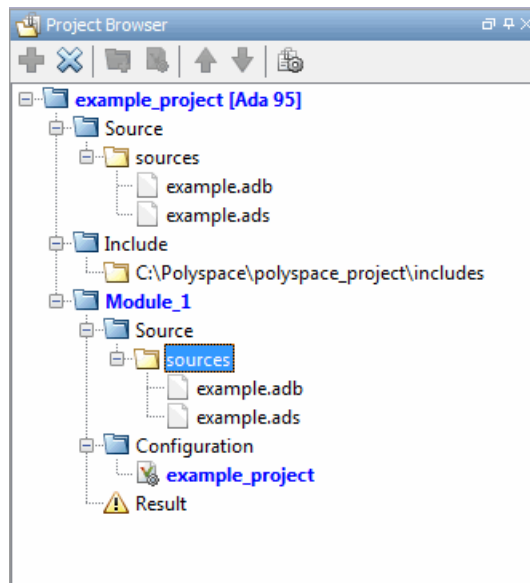 Project Browser
example_project [Ada 95]
Source
sources
example.adb
example.ads
Include
C:\Polyspace\polyspace_project\includes
Module_1
Source
sources
example.adb
example.ads
Configuration
example_project
Result